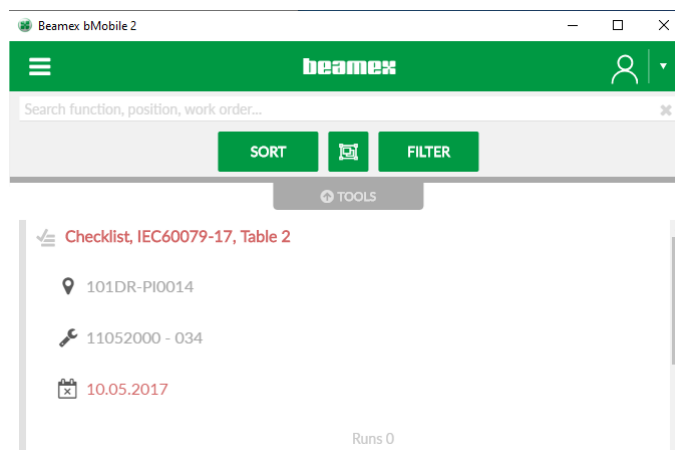 Beamex bMobile 2
beamex
Search function, position, work order...
SORT
FILTER
TOOLS
Checklist, IEC60079-17, Table 2
101DR-PI0014
11052000 - 034
10.05.2017
Runs 0